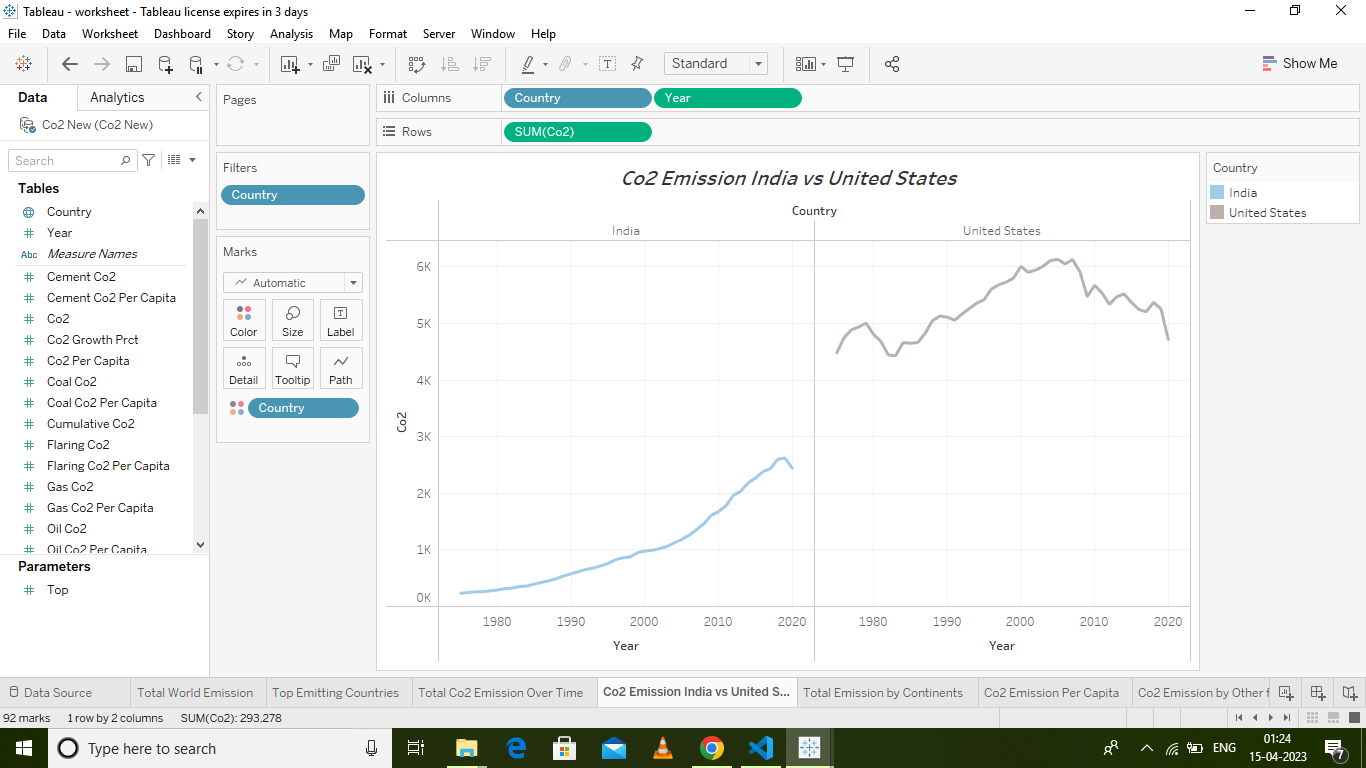 Tableau - worksheet - Tableau license expires in 3 days
File Data Worksheet Dashboard Story Analysis Map Format Server Window Help
Standard
Show Me
Data Analytics
Co2 New (Co2 New)
Search
Tables
Country
Year
Abc Measure Names
Cement Co2
Cement Co2 Per Capita
Co2
Co2 Growth Prct
Co2 Per Capita
Coal Co2
Coal Co2 Per Capita
Cumulative Co2
Flaring Co2
Flaring Co2 Per Capita
Gas Co2
Gas Co2 Per Capita
Oil Co2
Oil Co2 Per Capita
Parameters
Top
Pages
Filters
Country
Marks
Automatic
Color Size Label
Detail Tooltip Path
Country
Columns Country Year
Rows SUM(Co2)
Co2 Emission India vs United States
Country
India United States
6K
5K
4K
3K
2K
1K
0K
Co2
1980 1990 2000 2010 2020 1980 1990 2000 2010 2020
Year Year
Country
India
United States
Data Source Total World Emission Top Emitting Countries Total Co2 Emission Over Time Co2 Emission India vs United S... Total Emission by Continents Co2 Emission Per Capita Co2 Emission by Other f
92 marks 1 row by 2 columns SUM(Co2): 293,278
Type here to search
ENG
01:24
15-04-2023
7